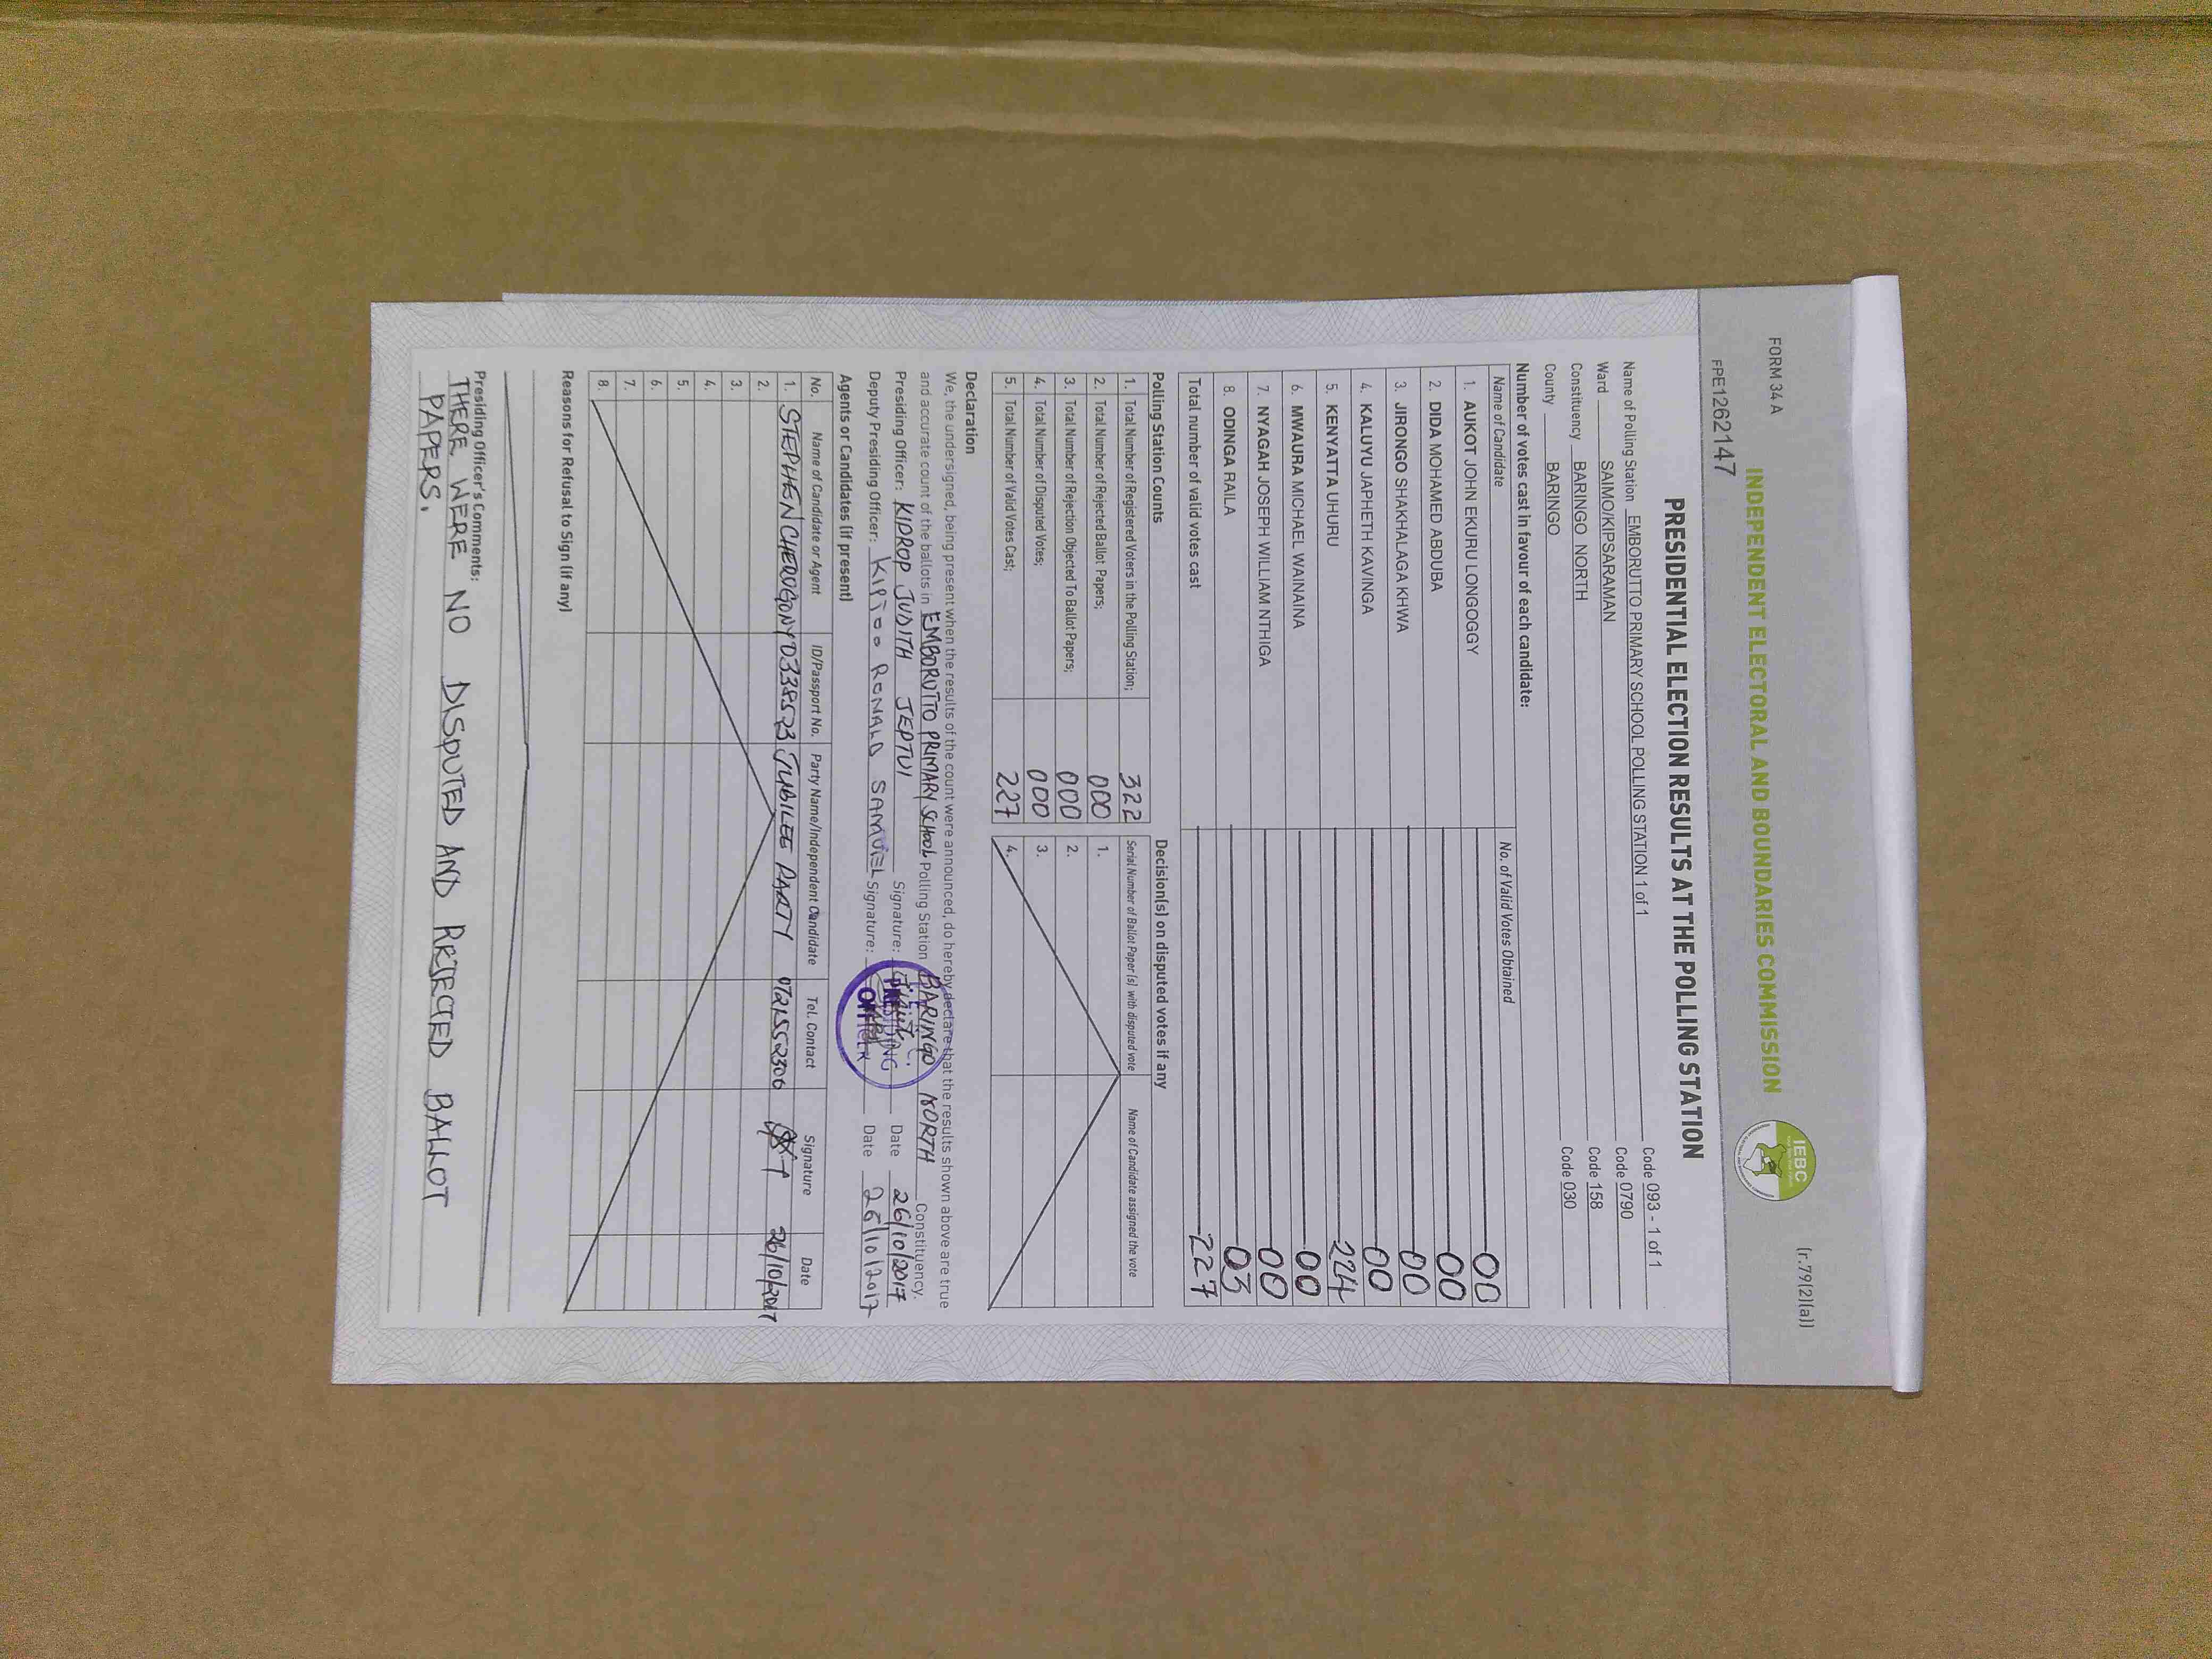 FORM 34 A
(r.79(2)(a))
INDEPENDENT ELECTORAL AND BOUNDARIES COMMISSION
IEBC
FPE1262147
PRESIDENTIAL ELECTION RESULTS AT THE POLLING STATION
Name of Polling Station EMBORUTTO PRIMARY SCHOOL POLLING STATION 1 of 1 Code 093 - 1 of 1
Ward SAIMO/KIPSARAMAN Code 0790
Constituency BARINGO NORTH Code 158
County BARINGO Code 030
Number of votes cast in favour of each candidate:
Name of Candidate No. of Valid Votes Obtained
1. AUKOT JOHN EKURU LONGOGGY 00
2. DIDA MOHAMED ABDUBA 00
3. JIRONGO SHAKHALAGA KHWA 00
4. KALUYU JAPHETH KAVINGA 00
5. KENYATTA UHURU 224
6. MWAURA MICHAEL WAINAINA 00
7. NYAGAH JOSEPH WILLIAM NTHIGA 00
8. ODINGA RAILA 03
Total number of valid votes cast 227
Polling Station Counts
1. Total Number of Registered Voters in the Polling Station; 322
2. Total Number of Rejected Ballot Papers; 000
3. Total Number of Rejection Objected To Ballot Papers; 000
4. Total Number of Disputed Votes; 000
5. Total Number of Valid Votes Cast; 227
Decision(s) on disputed votes if any
Serial Number of Ballot Paper(s) with disputed vote Name of Candidate assigned the vote
1.
2.
3.
4.
Declaration
We, the undersigned, being present when the results of the count were announced, do hereby declare that the results shown above are true
and accurate count of the ballots in EMBORUTTO PRIMARY SCHOOL Polling Station BARINGO NORTH Constituency.
Presiding Officer: KIPROP JUDITH JEPTUI Signature: Date 26/10/2017
Deputy Presiding Officer: KIPTOO RONALD SAMUEL Signature: Date 26/10/2017
PRESIDING
OFFICER
Agents or Candidates (if present)
No. Name of Candidate or Agent ID/Passport No. Party Name/Independent Candidate Tel. Contact Signature Date
1. STEPHEN CHERUGONY 0338523 JUBILEE PARTY 0721552306 26/10/2017
2.
3.
4.
5.
6.
7.
8.
Reasons for Refusal to Sign (if any)
Presiding Officer's Comments:
THERE WERE NO DISPUTED AND REJECTED BALLOT
PAPERS.